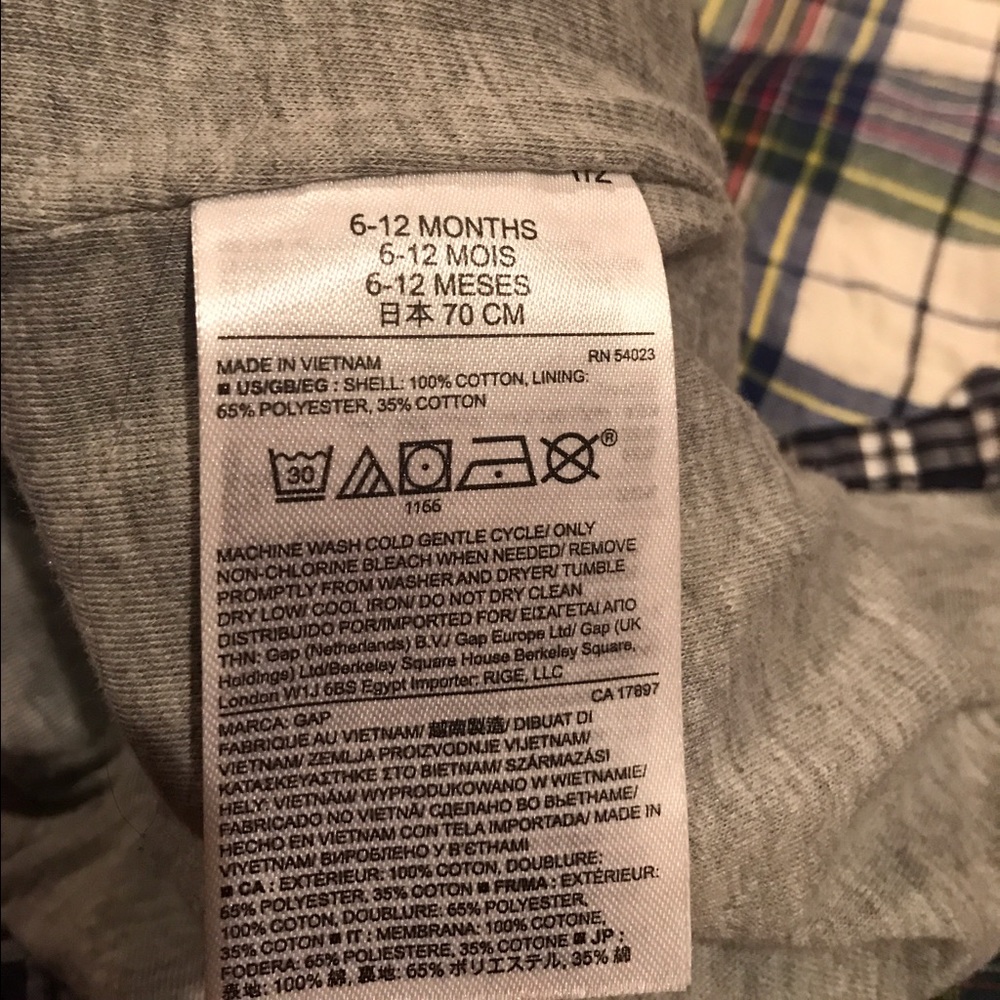 6-12 MONTHS
6-12 MOIS
6-12 MESES
日本 70 CM
MADE IN VIETNAM RN 54023
■ US/GB/EG : SHELL: 100% COTTON, LINING:
65% POLYESTER, 35% COTTON
30 ®
1166
MACHINE WASH COLD GENTLE CYCLE/ ONLY
NON-CHLORINE BLEACH WHEN NEEDED/ REMOVE
PROMPTLY FROM WASHER AND DRYER/ TUMBLE
DRY LOW/ COOL IRON/ DO NOT DRY CLEAN
DISTRIBUIDO POR/IMPORTED FOR/ ΕΙΣΑΓΕΤΑΙ ΑΠΟ
THN: Gap (Netherlands) B.V./ Gap Europe Ltd/ Gap (UK
Holdings) Ltd/Berkeley Square House Berkeley Square,
London W1J 6BS Egypt Importer: RIGE, LLC
CA 17897
MARCA: GAP
FABRIQUE AU VIETNAM/ 越南製造/ DIBUAT DI
VIETNAM/ ZEMLJA PROIZVODNJE VIJETNAM/
ΚΑΤΑΣΚΕΥΑΣΤΗΚΕ ΣΤΟ ΒΙΕΤΝΑΜ/ SZÁRMAZÁSI
HELY: VIETNAM/ WYPRODUKOWANO W WIETNAMIE/
FABRICADO NO VIETNÃ/ СДЕЛАНО ВО ВЬЕТНАМЕ/
HECHO EN VIETNAM CON TELA IMPORTADA/ MADE IN
VIYETNAM/ ВИРОБЛЕНО У В'ЄТНАМІ
■ CA : EXTÉRIEUR: 100% COTON, DOUBLURE:
65% POLYESTER, 35% COTON ■ FR/MA : EXTÉRIEUR:
100% COTON, DOUBLURE: 65% POLYESTER,
35% COTON ■ IT : MEMBRANA: 100% COTONE,
FODERA: 65% POLIESTERE, 35% COTONE ■ JP :
表地: 100% 綿, 裏地: 65% ポリエステル, 35% 綿